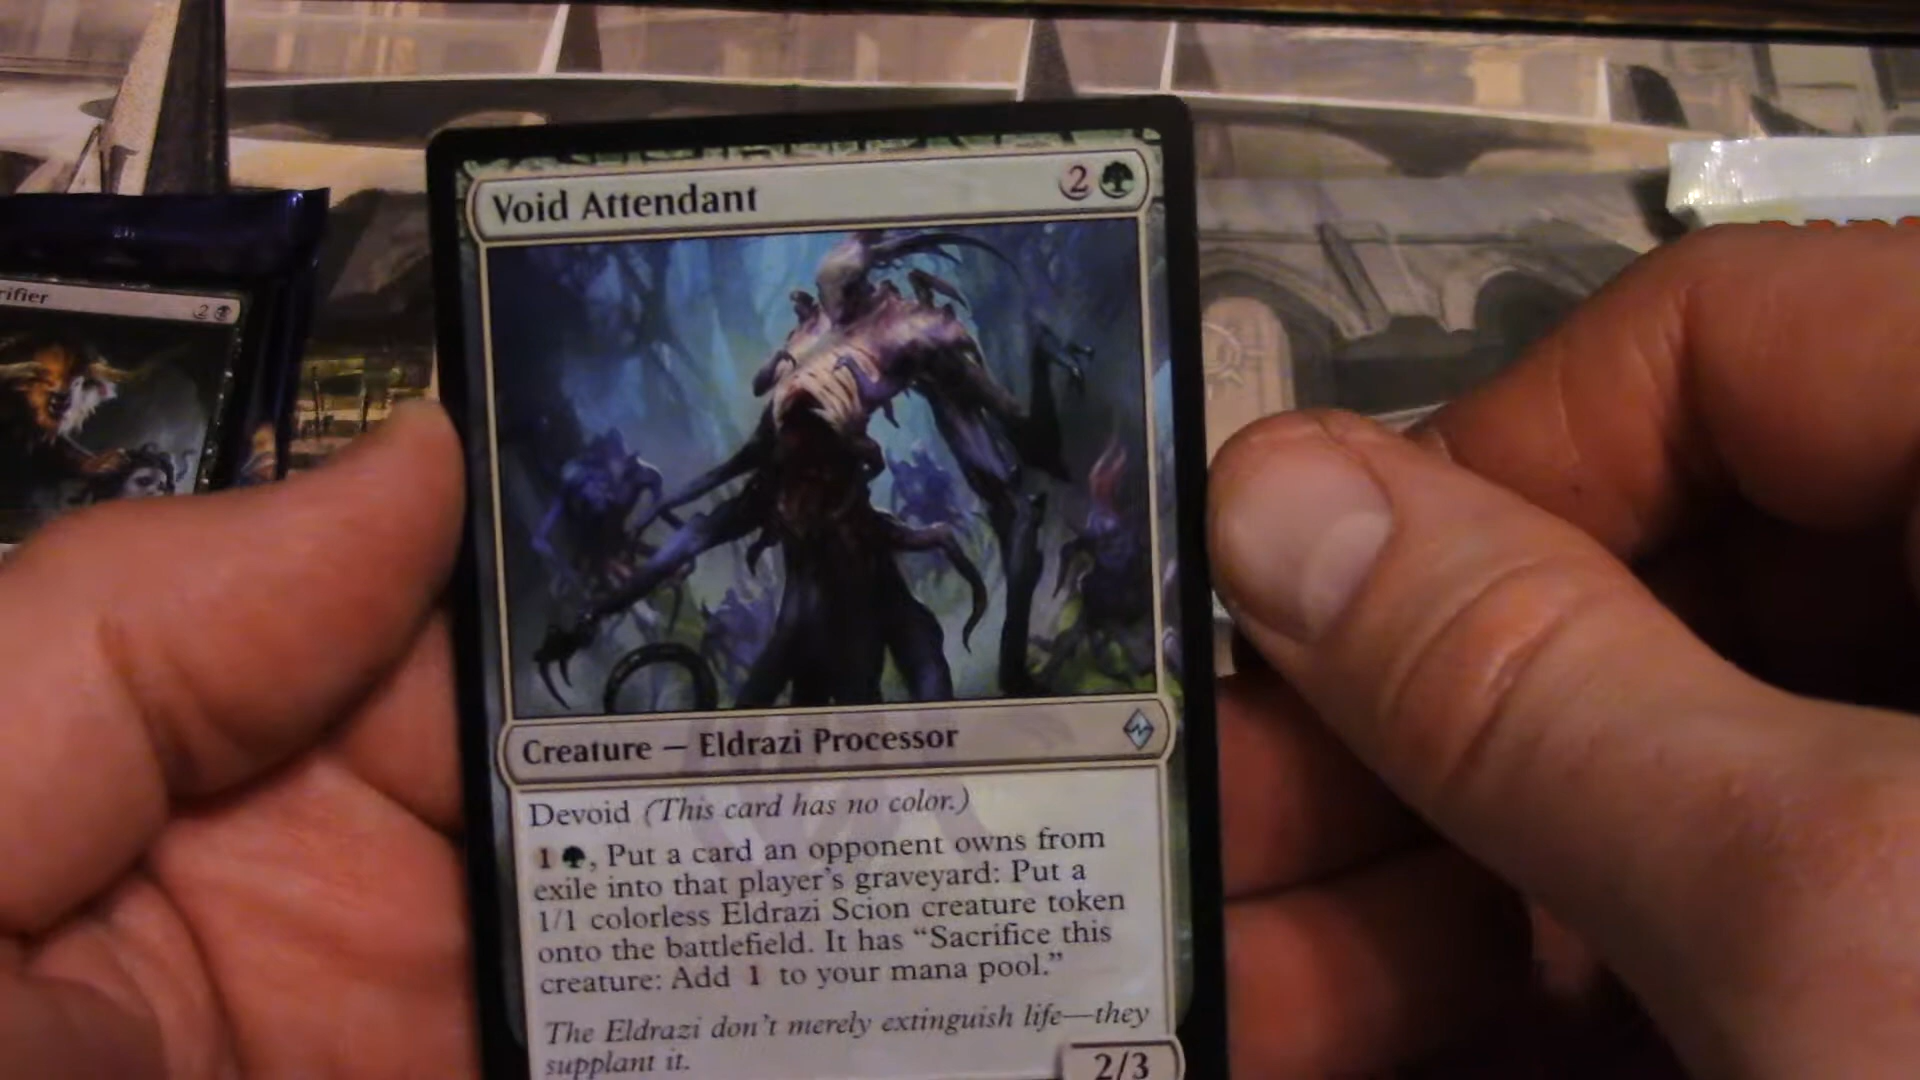 Void Attendant 2
rifier 2
Creature — Eldrazi Processor
Devoid (This card has no color.)
1 , Put a card an opponent owns from
exile into that player's graveyard: Put a
1/1 colorless Eldrazi Scion creature token
onto the battlefield. It has “Sacrifice this
creature: Add 1 to your mana pool.”
The Eldrazi don't merely extinguish life—they
supplant it.
2/3